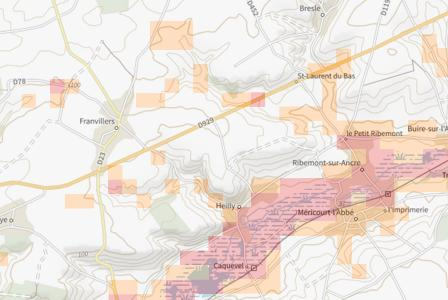 Bresle
D452
D119
D78
100
St-Laurent du Bas
Franvillers
D929
le Petit Ribemont
Buire-sur-l'A
D23
Ribemont-sur-Ancre
Heilly
Méricourt-l'Abbé
l'Imprimerie
100
Caquevel